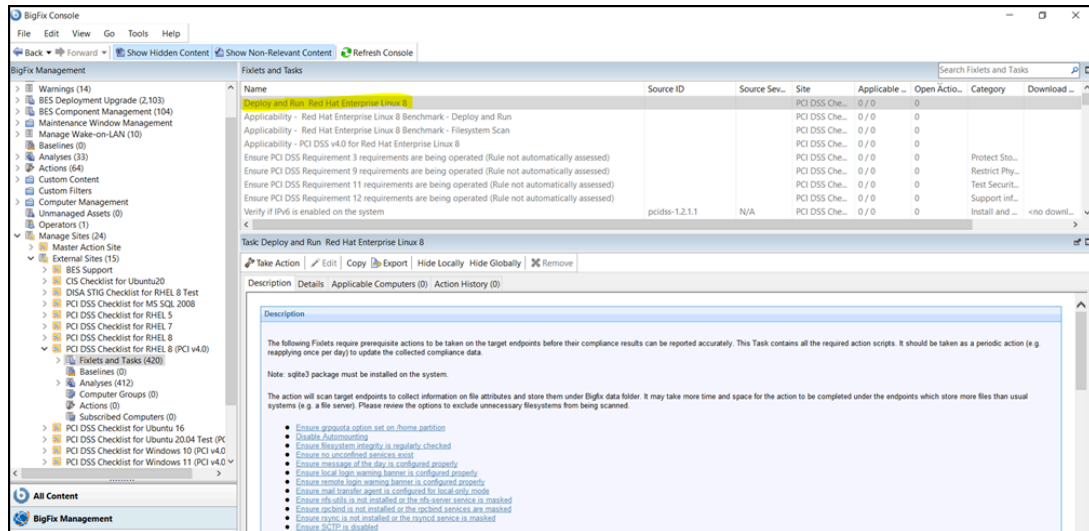 BigFix Console
File Edit View Go Tools Help
Back Forward Show Hidden Content Show Non-Relevant Content Refresh Console
BigFix Management
Warnings (14)
BES Deployment Upgrade (2,103)
BES Component Management (104)
Maintenance Window Management
Manage Wake-on-LAN (10)
Baselines (0)
Analyses (33)
Actions (64)
Custom Content
Custom Filters
Computer Management
Unmanaged Assets (0)
Operators (1)
Manage Sites (24)
Master Action Site
External Sites (15)
BES Support
CIS Checklist for Ubuntu20
DISA STIG Checklist for RHEL 8 Test
PCI DSS Checklist for MS SQL 2008
PCI DSS Checklist for RHEL 5
PCI DSS Checklist for RHEL 7
PCI DSS Checklist for RHEL 8
PCI DSS Checklist for RHEL 8 (PCI v4.0)
Fixlets and Tasks (420)
Baselines (0)
Analyses (412)
Computer Groups (0)
Actions (0)
Subscribed Computers (0)
PCI DSS Checklist for Ubuntu 16
PCI DSS Checklist for Ubuntu 20.04 Test (PC
PCI DSS Checklist for Windows 10 (PCI v4.0
PCI DSS Checklist for Windows 11 (PCI v4.0
All Content
BigFix Management
Fixlets and Tasks
Search Fixlets and Tasks
Name Source ID Source Sev... Site Applicable ... Open Actio... Category Download ...
Deploy and Run Red Hat Enterprise Linux 8 PCI DSS Che... 0 / 0 0
Applicability - Red Hat Enterprise Linux 8 Benchmark - Deploy and Run PCI DSS Che... 0 / 0 0
Applicability - Red Hat Enterprise Linux 8 Benchmark - Filesystem Scan PCI DSS Che... 0 / 0 0
Applicability - PCI DSS v4.0 for Red Hat Enterprise Linux 8 PCI DSS Che... 0 / 0 0
Ensure PCI DSS Requirement 3 requirements are being operated (Rule not automatically assessed) PCI DSS Che... 0 / 0 0 Protect Sto...
Ensure PCI DSS Requirement 9 requirements are being operated (Rule not automatically assessed) PCI DSS Che... 0 / 0 0 Restrict Phy...
Ensure PCI DSS Requirement 11 requirements are being operated (Rule not automatically assessed) PCI DSS Che... 0 / 0 0 Test Securit...
Ensure PCI DSS Requirement 12 requirements are being operated (Rule not automatically assessed) PCI DSS Che... 0 / 0 0 Support inf...
Verify if IPv6 is enabled on the system pcidss-1.2.1.1 N/A PCI DSS Che... 0 / 0 0 Install and ... <no downl...
Task: Deploy and Run Red Hat Enterprise Linux 8
Take Action Edit Copy Export Hide Locally Hide Globally Remove
Description Details Applicable Computers (0) Action History (0)
Description
The following Fixlets require prerequisite actions to be taken on the target endpoints before their compliance results can be reported accurately. This Task contains all the required action scripts. It should be taken as a periodic action (e.g.
reapplying once per day) to update the collected compliance data.
Note: sqlite3 package must be installed on the system.
The action will scan target endpoints to collect information on file attributes and store them under Bigfix data folder. It may take more time and space for the action to be completed under the endpoints which store more files than usual
systems (e.g. a file server). Please review the options to exclude unnecessary filesystems from being scanned.
Ensure grpquota option set on /home partition
Disable Automounting
Ensure filesystem integrity is regularly checked
Ensure no unconfined services exist
Ensure message of the day is configured properly
Ensure local login warning banner is configured properly
Ensure remote login warning banner is configured properly
Ensure mail transfer agent is configured for local-only mode
Ensure nfs-utils is not installed or the nfs-server service is masked
Ensure rpcbind is not installed or the rpcbind services are masked
Ensure rsync is not installed or the rsyncd service is masked
Ensure SCTP is disabled